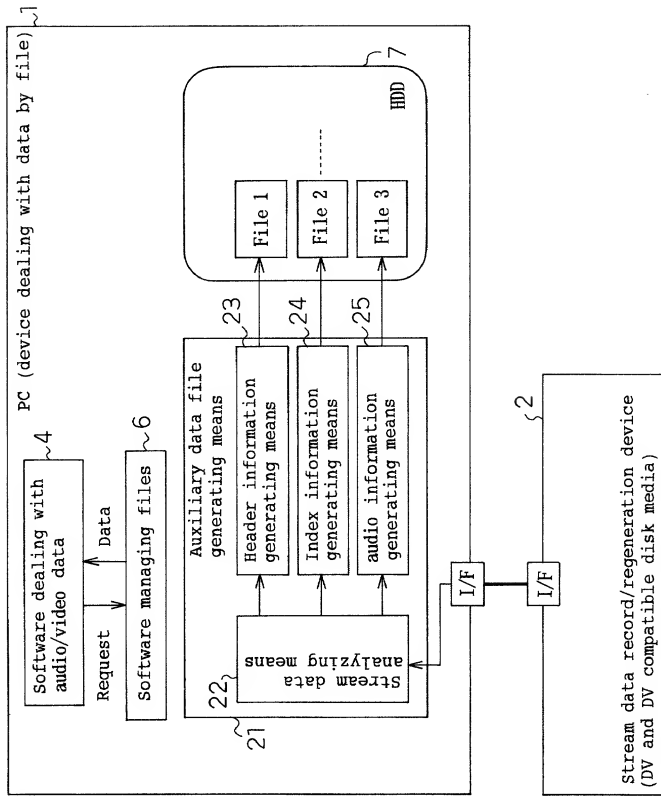 PC (device dealing with data by file)
1
Software dealing with
audio/video data
4
Request
Data
Software managing files
6
Auxiliary data file
generating means
21
Stream data
analyzing means
22
Header information
generating means
23
Index information
generating means
24
audio information
generating means
25
File 1
File 2
File 3
HDD
7
I/F
I/F
2
Stream data record/regeneration device
(DV and DV compatible disk media)